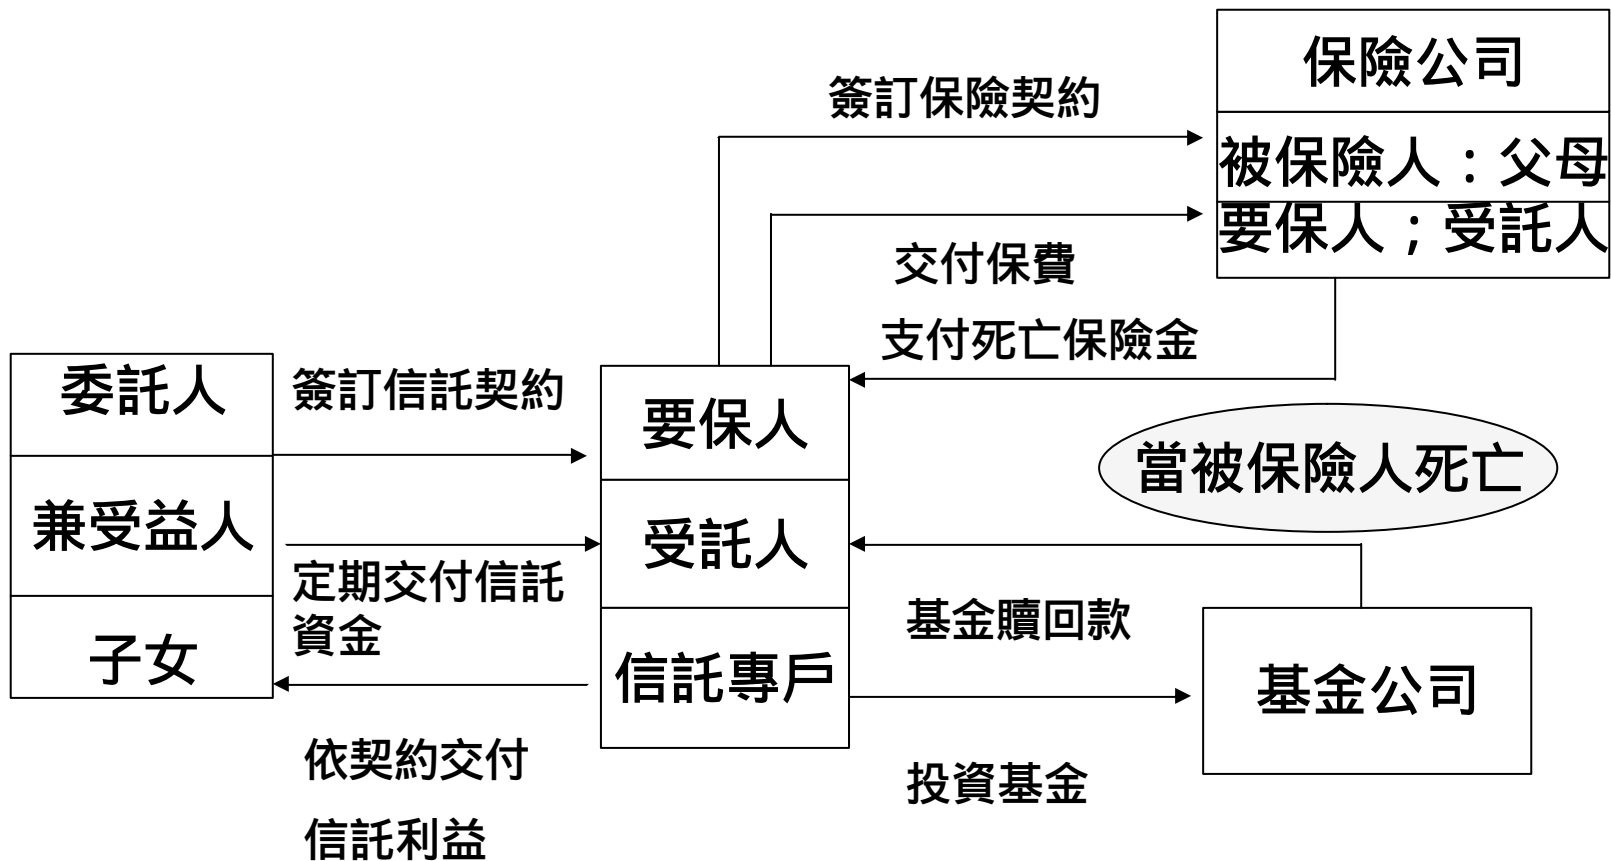 保險公司
簽訂保險契約
被保險人：父母
要保人；受託人
交付保費
支付死亡保險金
委託人
簽訂信託契約
要保人
當被保險人死亡
兼受益人
受託人
定期交付信託
資金
基金贖回款
子女
信託專戶
基金公司
依契約交付
投資基金
信託利益